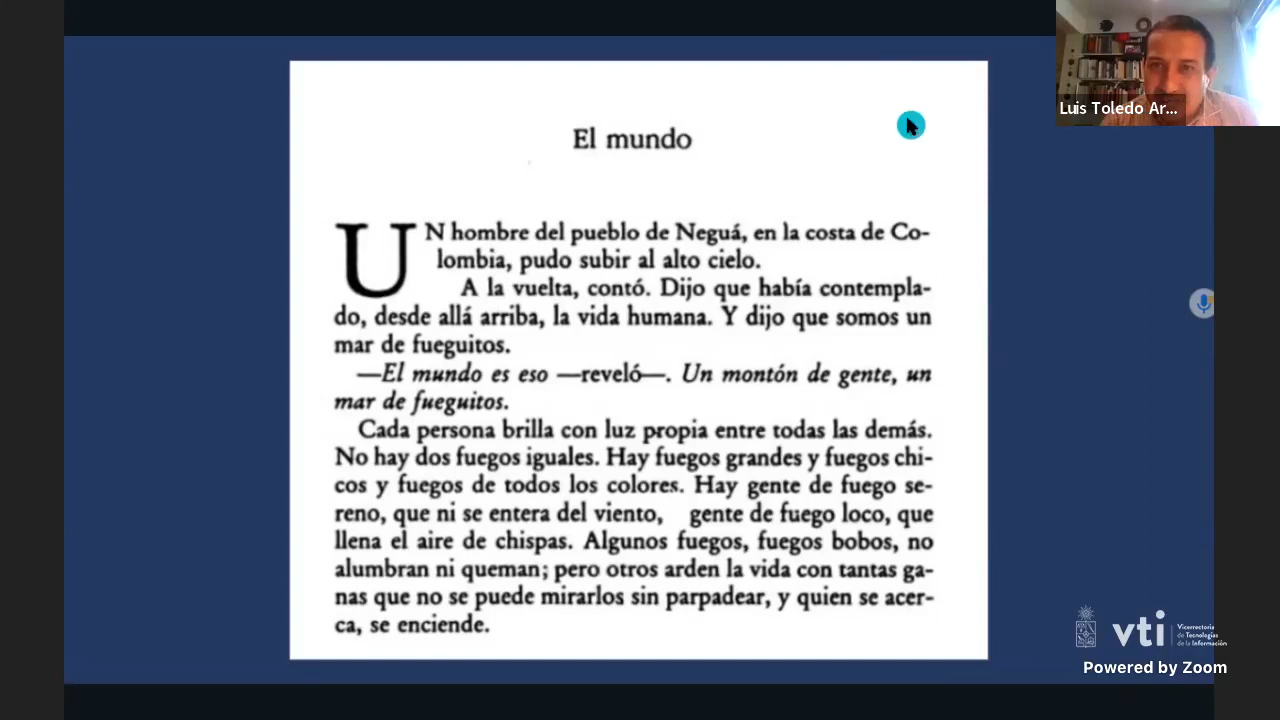 El mundo
UN hombre del pueblo de Neguá, en la costa de Co-
lombia, pudo subir al alto cielo.
A la vuelta, contó. Dijo que había contempla-
do, desde allá arriba, la vida humana. Y dijo que somos un
mar de fueguitos.
—El mundo es eso —reveló—. Un montón de gente, un
mar de fueguitos.
Cada persona brilla con luz propia entre todas las demás.
No hay dos fuegos iguales. Hay fuegos grandes y fuegos chi-
cos y fuegos de todos los colores. Hay gente de fuego se-
reno, que ni se entera del viento, gente de fuego loco, que
llena el aire de chispas. Algunos fuegos, fuegos bobos, no
alumbran ni queman; pero otros arden la vida con tantas ga-
nas que no se puede mirarlos sin parpadear, y quien se acer-
ca, se enciende.
Luis Toledo Ar...
vti
Vicerrectoría
de Tecnologías
de la Información
Powered by Zoom